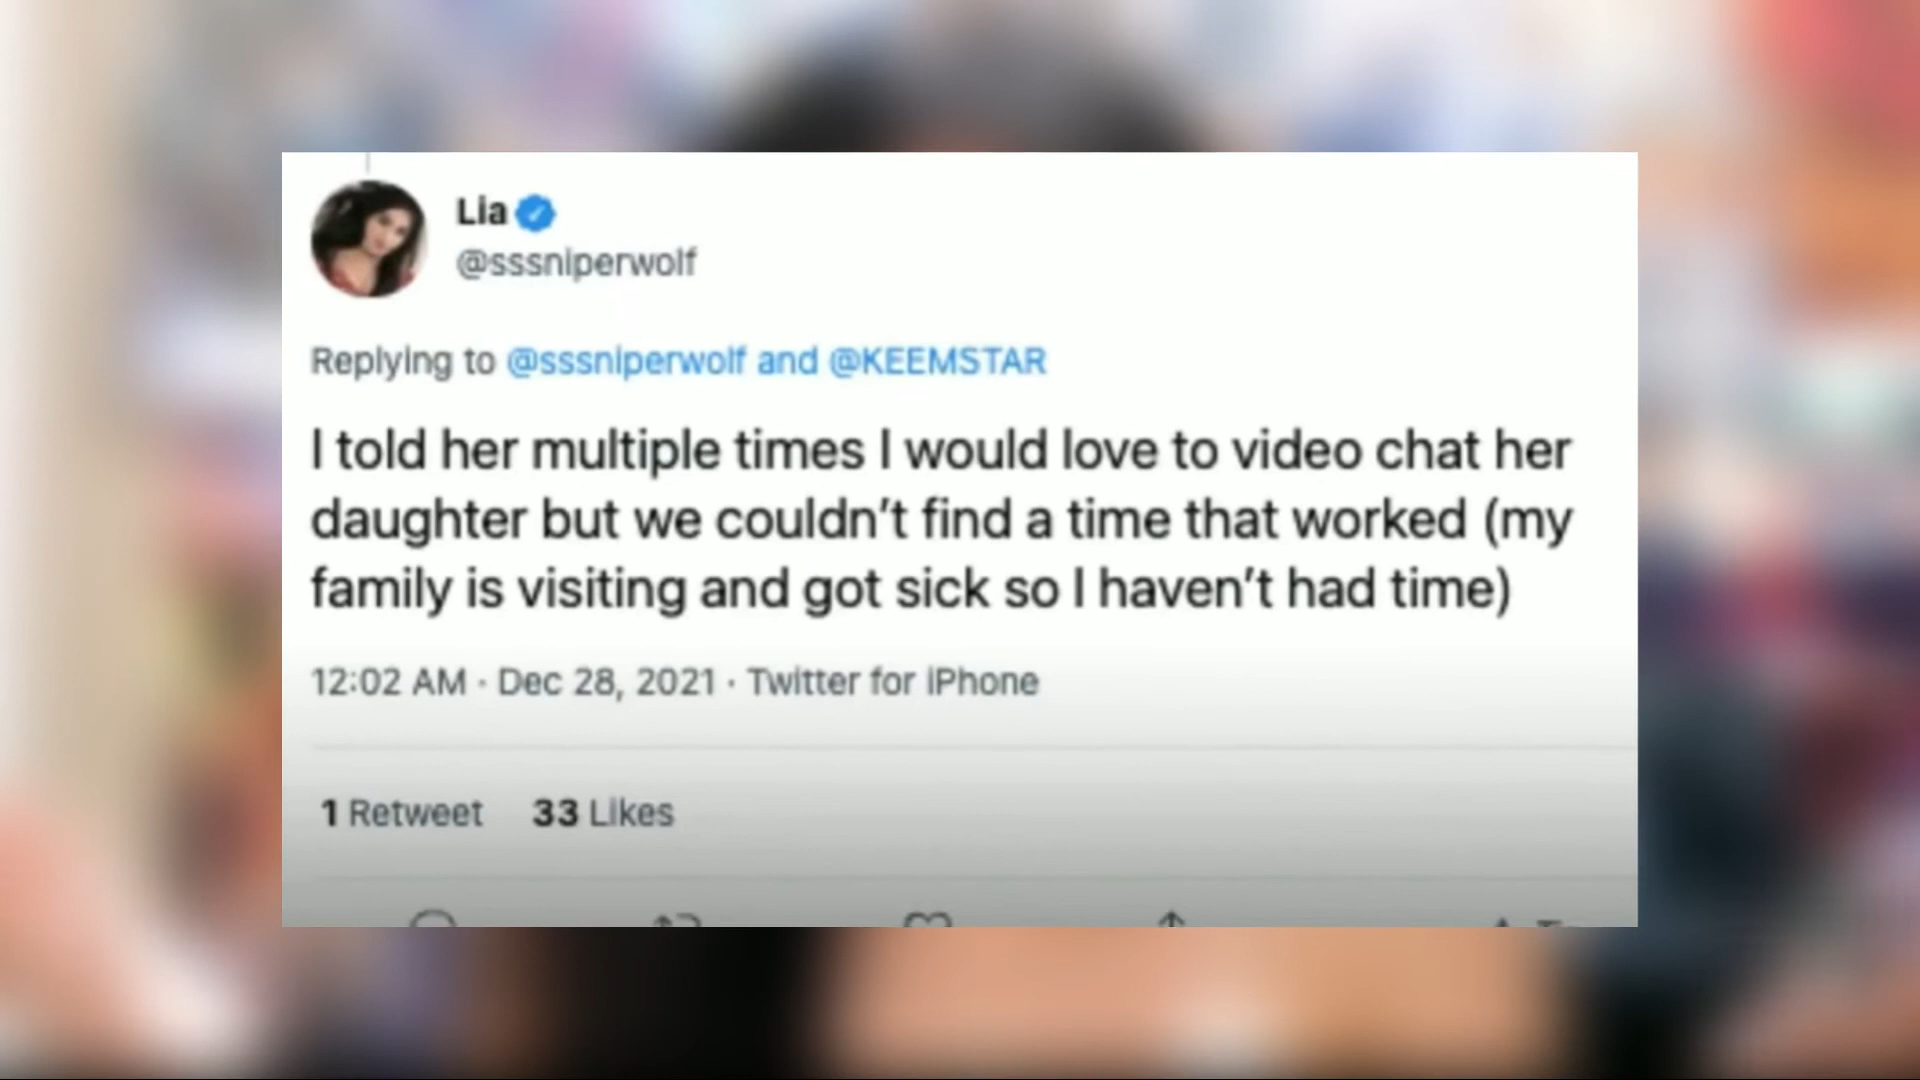 Lia
@sssniperwolf
Replying to @sssniperwolf and @KEEMSTAR
I told her multiple times I would love to video chat her
daughter but we couldn't find a time that worked (my
family is visiting and got sick so I haven't had time)
12:02 AM · Dec 28, 2021 · Twitter for iPhone
1 Retweet 33 Likes